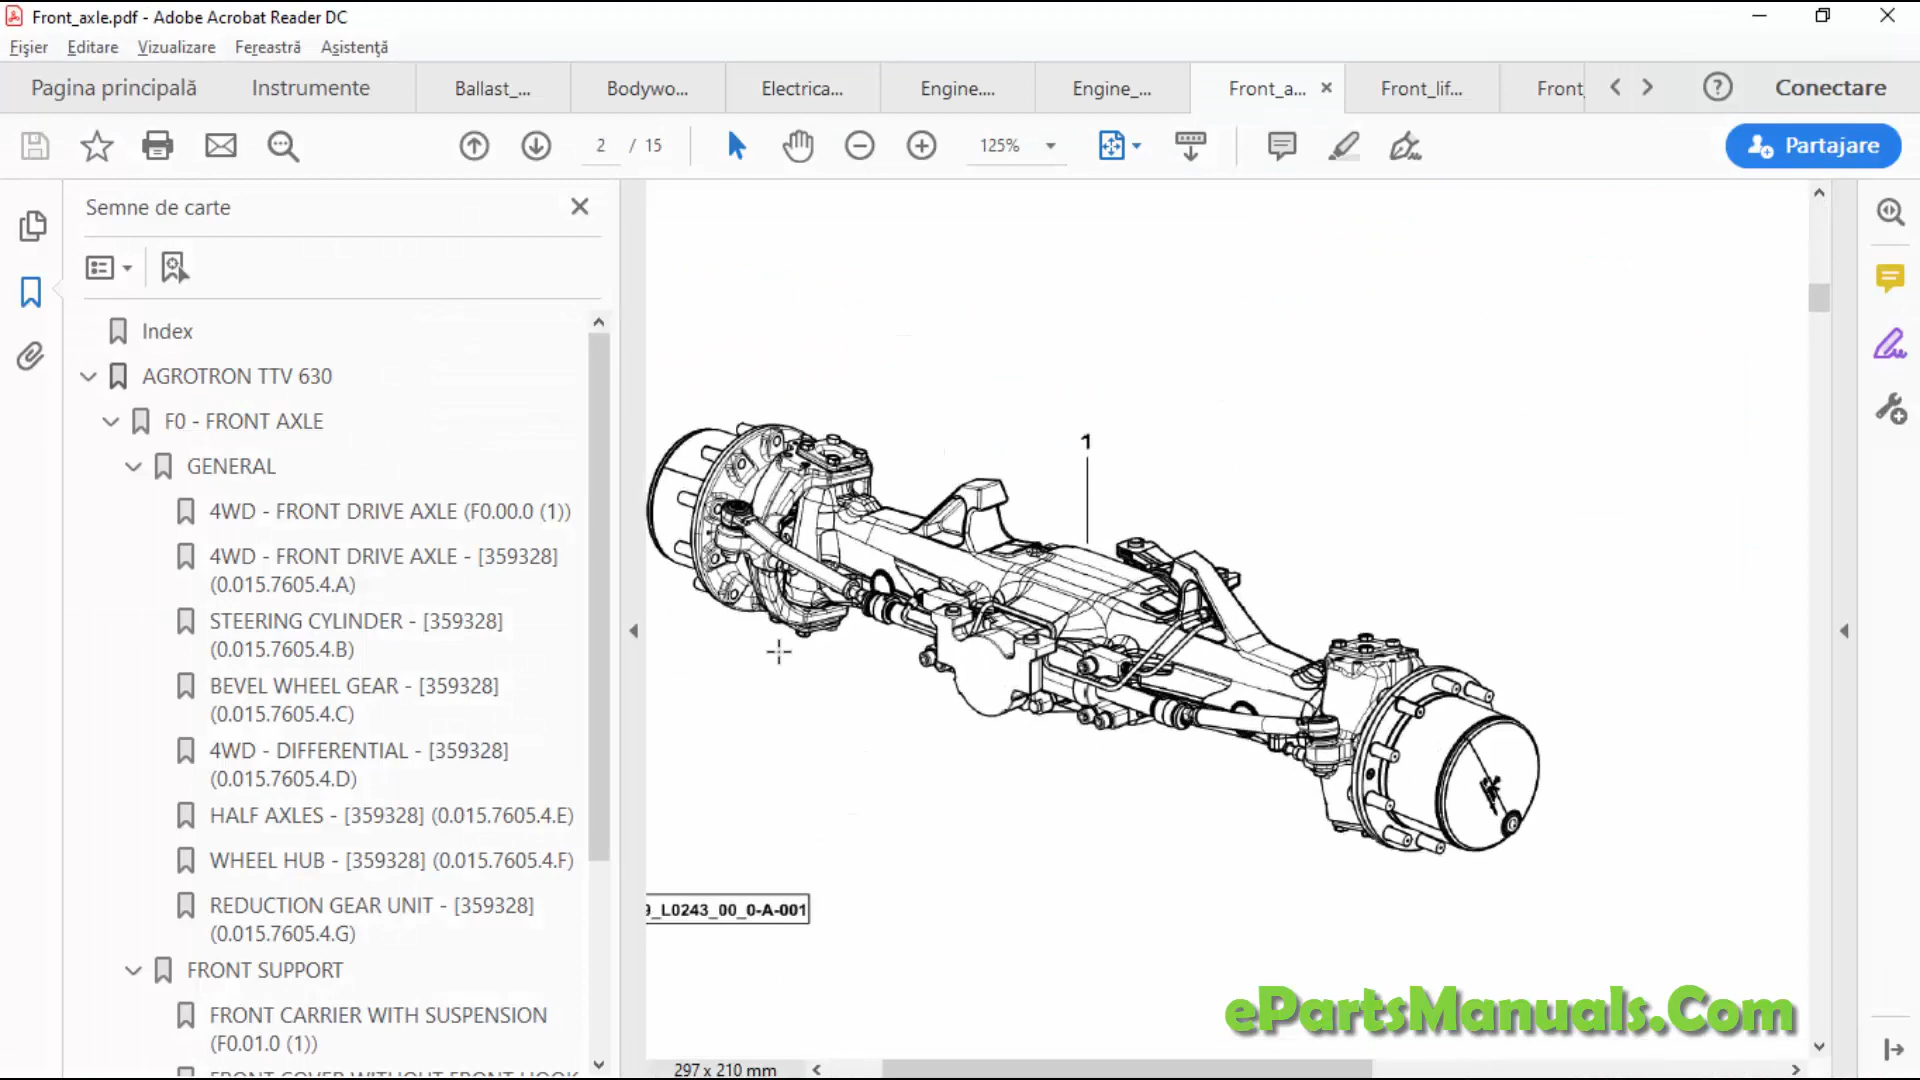 Front_axle.pdf - Adobe Acrobat Reader DC
Fișier Editare Vizualizare Fereastră Asistență
Pagina principală Instrumente Ballast_... Bodywo... Electrica... Engine.... Engine_... Front_a... Front_lif... Front_ Conectare
2 / 15 125% Partajare
Semne de carte
Index
AGROTRON TTV 630
F0 - FRONT AXLE
GENERAL
4WD - FRONT DRIVE AXLE (F0.00.0 (1))
4WD - FRONT DRIVE AXLE - [359328]
(0.015.7605.4.A)
STEERING CYLINDER - [359328]
(0.015.7605.4.B)
BEVEL WHEEL GEAR - [359328]
(0.015.7605.4.C)
4WD - DIFFERENTIAL - [359328]
(0.015.7605.4.D)
HALF AXLES - [359328] (0.015.7605.4.E)
WHEEL HUB - [359328] (0.015.7605.4.F)
REDUCTION GEAR UNIT - [359328]
(0.015.7605.4.G)
FRONT SUPPORT
FRONT CARRIER WITH SUSPENSION
(F0.01.0 (1))
FRONT COVER WITHOUT FRONT HOOK
1
9_L0243_00_0-A-001
ePartsManuals.Com
297 x 210 mm